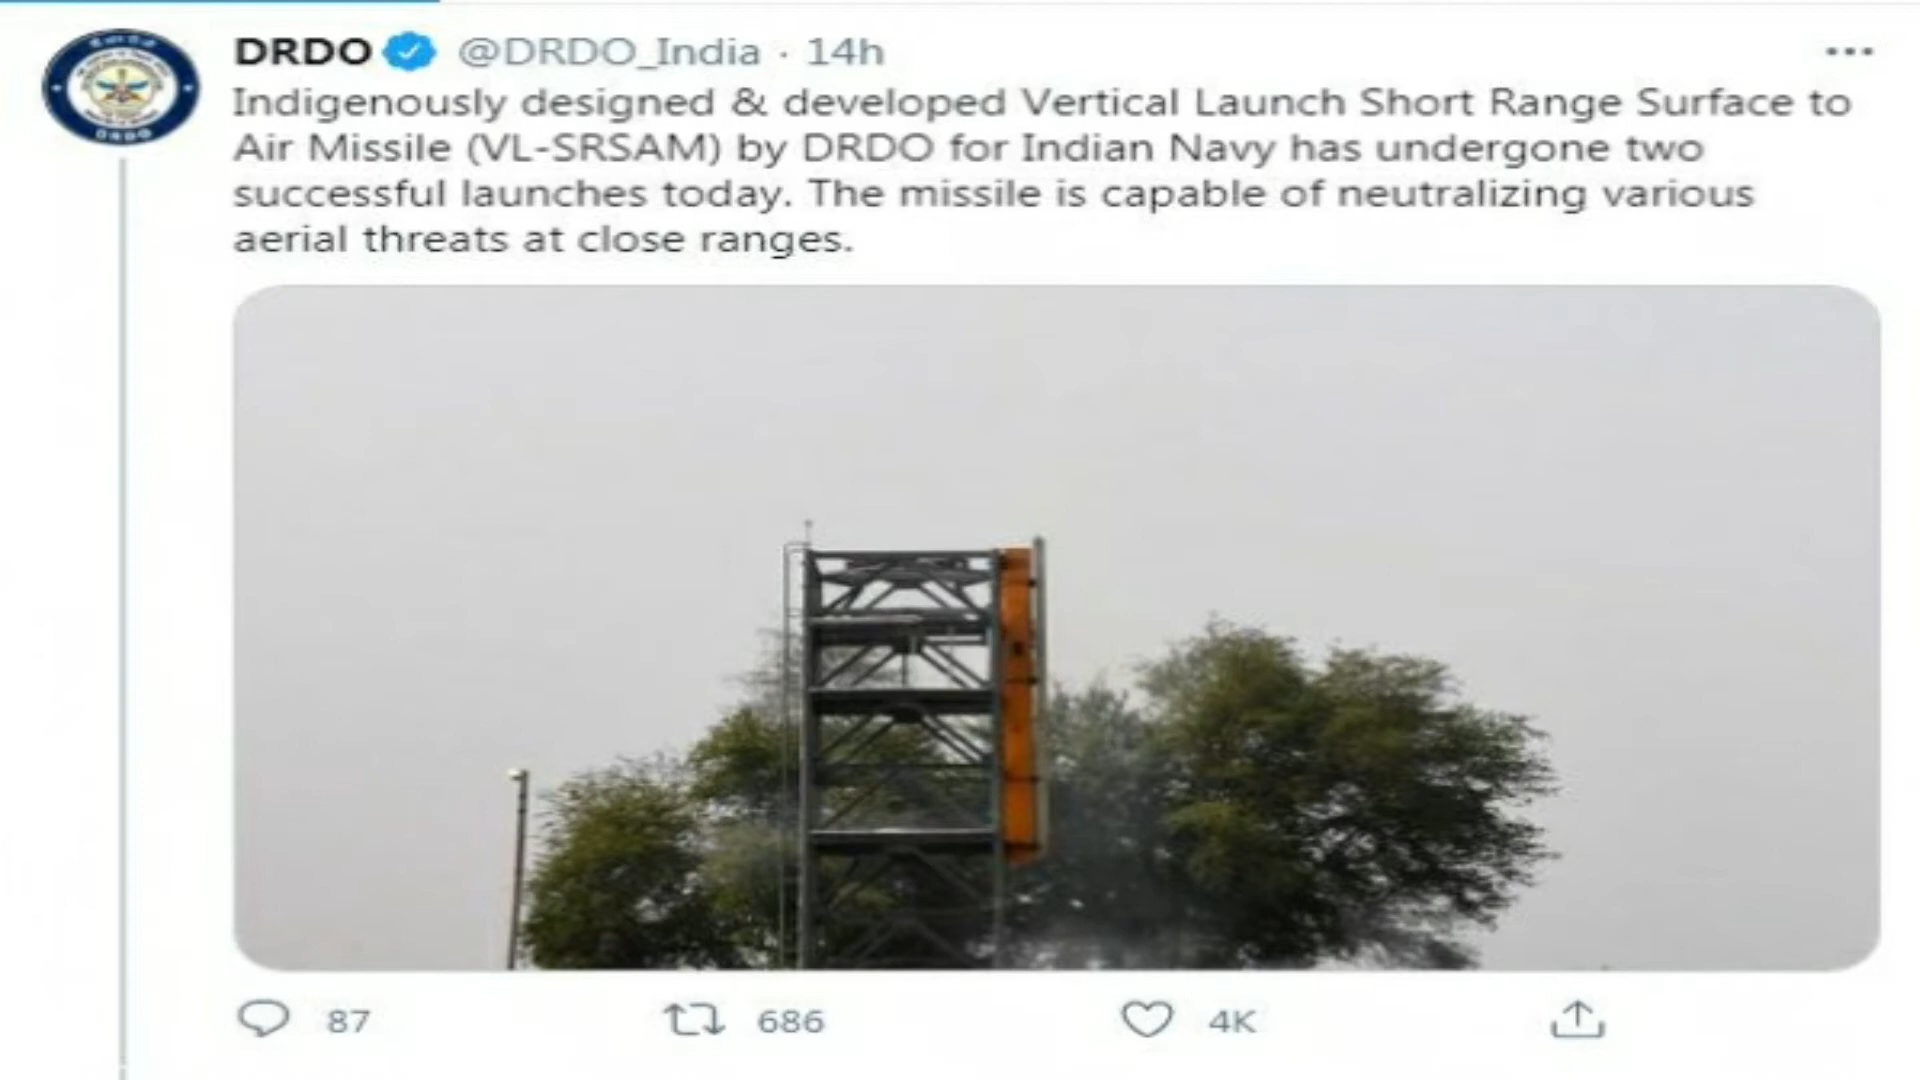 DRDO @DRDO_India · 14h
Indigenously designed & developed Vertical Launch Short Range Surface to
Air Missile (VL-SRSAM) by DRDO for Indian Navy has undergone two
successful launches today. The missile is capable of neutralizing various
aerial threats at close ranges.
87 686 4K